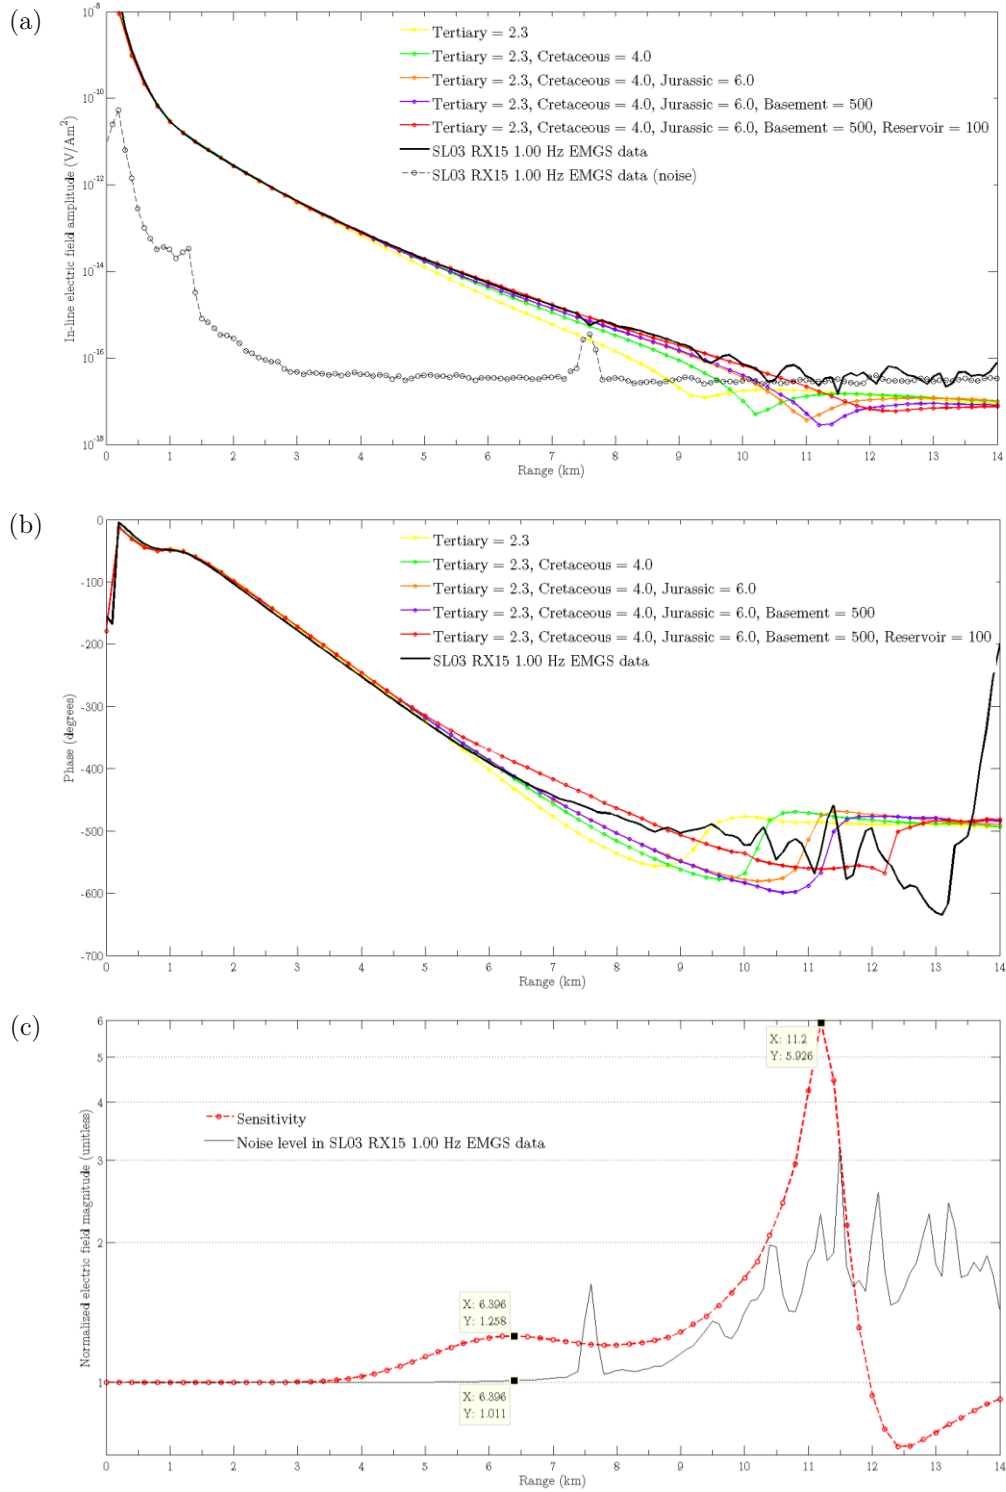 (a)
10⁻⁸
10⁻¹⁰
10⁻¹²
10⁻¹⁴
10⁻¹⁶
10⁻¹⁸
In-line electric field amplitude (V/Am²)
Tertiary = 2.3
Tertiary = 2.3, Cretaceous = 4.0
Tertiary = 2.3, Cretaceous = 4.0, Jurassic = 6.0
Tertiary = 2.3, Cretaceous = 4.0, Jurassic = 6.0, Basement = 500
Tertiary = 2.3, Cretaceous = 4.0, Jurassic = 6.0, Basement = 500, Reservoir = 100
SL03 RX15 1.00 Hz EMGS data
SL03 RX15 1.00 Hz EMGS data (noise)
0 1 2 3 4 5 6 7 8 9 10 11 12 13 14
Range (km)
(b)
0
-100
-200
-300
-400
-500
-600
-700
Phase (degrees)
Tertiary = 2.3
Tertiary = 2.3, Cretaceous = 4.0
Tertiary = 2.3, Cretaceous = 4.0, Jurassic = 6.0
Tertiary = 2.3, Cretaceous = 4.0, Jurassic = 6.0, Basement = 500
Tertiary = 2.3, Cretaceous = 4.0, Jurassic = 6.0, Basement = 500, Reservoir = 100
SL03 RX15 1.00 Hz EMGS data
0 1 2 3 4 5 6 7 8 9 10 11 12 13 14
Range (km)
(c)
6
5
4
3
2
1
Normalized electric field magnitude (unitless)
X: 11.2
Y: 5.926
Sensitivity
Noise level in SL03 RX15 1.00 Hz EMGS data
X: 6.396
Y: 1.258
X: 6.396
Y: 1.011
0 1 2 3 4 5 6 7 8 9 10 11 12 13 14
Range (km)